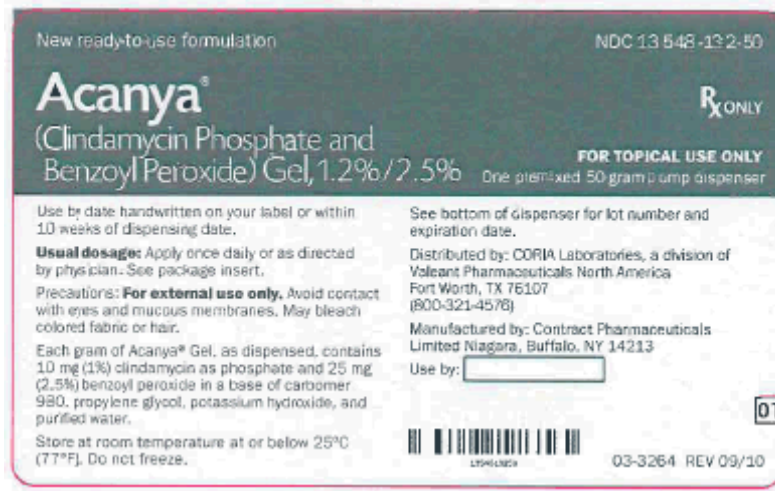 New ready-to-use formulation
NDC 13 548-132-50
Acanya®
Rx ONLY
(Clindamycin Phosphate and
Benzoyl Peroxide) Gel, 1.2%/2.5%
FOR TOPICAL USE ONLY
One premixed 50 gram pump dispenser
Use by date handwritten on your label or within
10 weeks of dispensing date.
Usual dosage: Apply once daily or as directed
by physician. See package insert.
Precautions: For external use only. Avoid contact
with eyes and mucous membranes. May bleach
colored fabric or hair.
Each gram of Acanya® Gel, as dispensed, contains
10 mg (1%) clindamycin as phosphate and 25 mg
(2.5%) benzoyl peroxide in a base of carbomer
980, propylene glycol, potassium hydroxide, and
purified water.
Store at room temperature at or below 25°C
(77°F). Do not freeze.
See bottom of dispenser for lot number and
expiration date.
Distributed by: CORIA Laboratories, a division of
Valeant Pharmaceuticals North America
Fort Worth, TX 76107
(800-321-4576)
Manufactured by: Contract Pharmaceuticals
Limited Niagara, Buffalo, NY 14213
Use by:
03-3264 REV 09/10